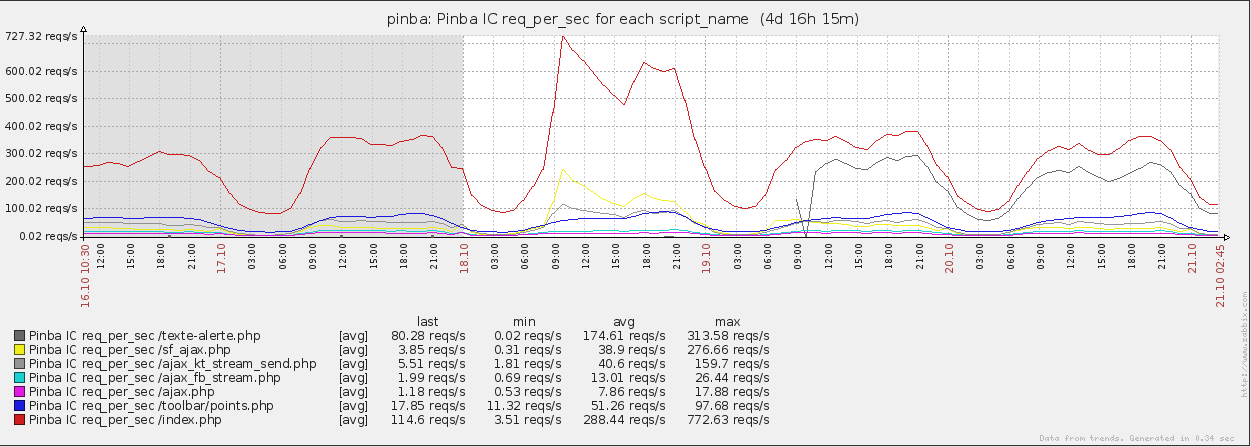 pinba: Pinba IC req_per_sec for each script_name (4d 16h 15m)
727.32 reqs/s
600.02 reqs/s
500.02 reqs/s
400.02 reqs/s
300.02 reqs/s
200.02 reqs/s
100.02 reqs/s
0.02 reqs/s
16.10 10:30 12:00 15:00 18:00 21:00 17.10 03:00 06:00 09:00 12:00 15:00 18:00 21:00 18.10 03:00 06:00 09:00 12:00 15:00 18:00 21:00 19.10 03:00 06:00 09:00 12:00 15:00 18:00 21:00 20.10 03:00 06:00 09:00 12:00 15:00 18:00 21:00 21.10 21.10 02:45
last min avg max
Pinba IC req_per_sec /texte-alerte.php [avg] 80.28 reqs/s 0.02 reqs/s 174.61 reqs/s 313.58 reqs/s
Pinba IC req_per_sec /sf_ajax.php [avg] 3.85 reqs/s 0.31 reqs/s 38.9 reqs/s 276.66 reqs/s
Pinba IC req_per_sec /ajax_kt_stream_send.php [avg] 5.51 reqs/s 1.81 reqs/s 40.6 reqs/s 159.7 reqs/s
Pinba IC req_per_sec /ajax_fb_stream.php [avg] 1.99 reqs/s 0.69 reqs/s 13.01 reqs/s 26.44 reqs/s
Pinba IC req_per_sec /ajax.php [avg] 1.18 reqs/s 0.53 reqs/s 7.86 reqs/s 17.88 reqs/s
Pinba IC req_per_sec /toolbar/points.php [avg] 17.85 reqs/s 11.32 reqs/s 51.26 reqs/s 97.68 reqs/s
Pinba IC req_per_sec /index.php [avg] 114.6 reqs/s 3.51 reqs/s 288.44 reqs/s 772.63 reqs/s
http://www.zabbix.com
Data from trends. Generated in 0.34 sec